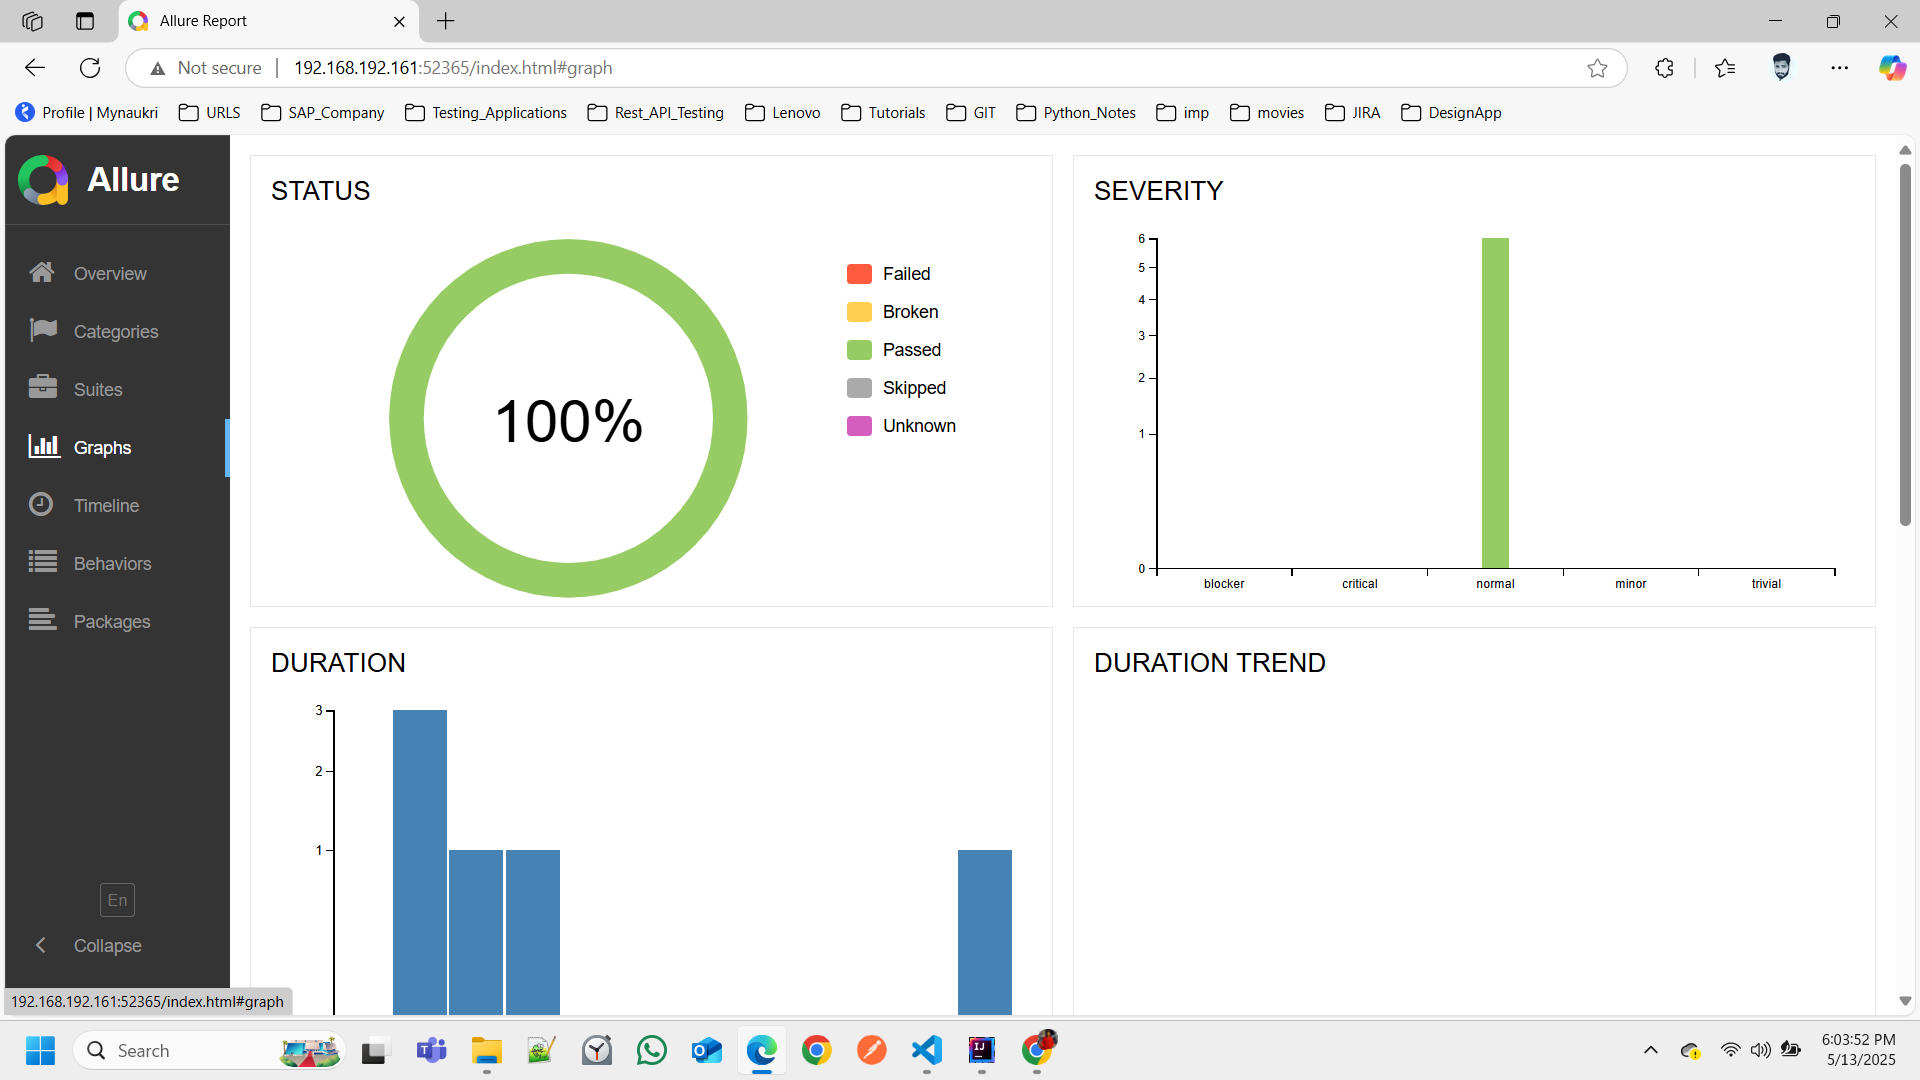 Allure Report
Not secure
192.168.192.161:52365/index.html#graph
Profile | Mynaukri
URLS
SAP_Company
Testing_Applications
Rest_API_Testing
Lenovo
Tutorials
GIT
Python_Notes
imp
movies
JIRA
DesignApp
Allure
Overview
Categories
Suites
Graphs
Timeline
Behaviors
Packages
En
Collapse
192.168.192.161:52365/index.html#graph
STATUS
100%
Failed
Broken
Passed
Skipped
Unknown
SEVERITY
6
5
4
3
2
1
0
blocker
critical
normal
minor
trivial
DURATION
3
2
1
DURATION TREND
Search
IJ
6:03:52 PM
5/13/2025